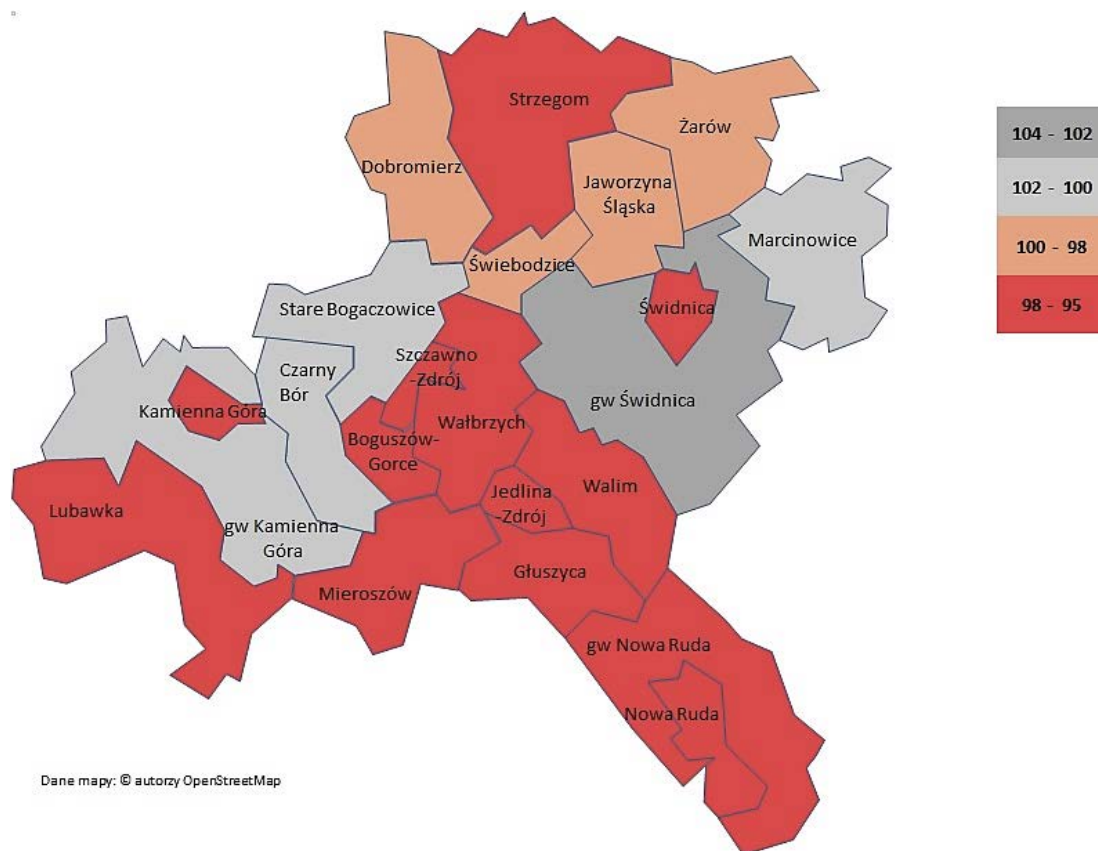 Strzegom
104 - 102
Żarów
102 - 100
Dobromierz
Jaworzyna
Śląska
Marcinowice
100 - 98
Świebodzice
98 - 95
Stare Bogaczowice
Świdnica
Szczawno
-Zdrój
Czarny
Bór
gw Świdnica
Kamienna Góra
Wałbrzych
Boguszów-
Gorce
Walim
Jedlina
-Zdrój
Lubawka
gw Kamienna
Góra
Głuszyca
Mieroszów
gw Nowa Ruda
Nowa Ruda
Dane mapy: © autorzy OpenStreetMap